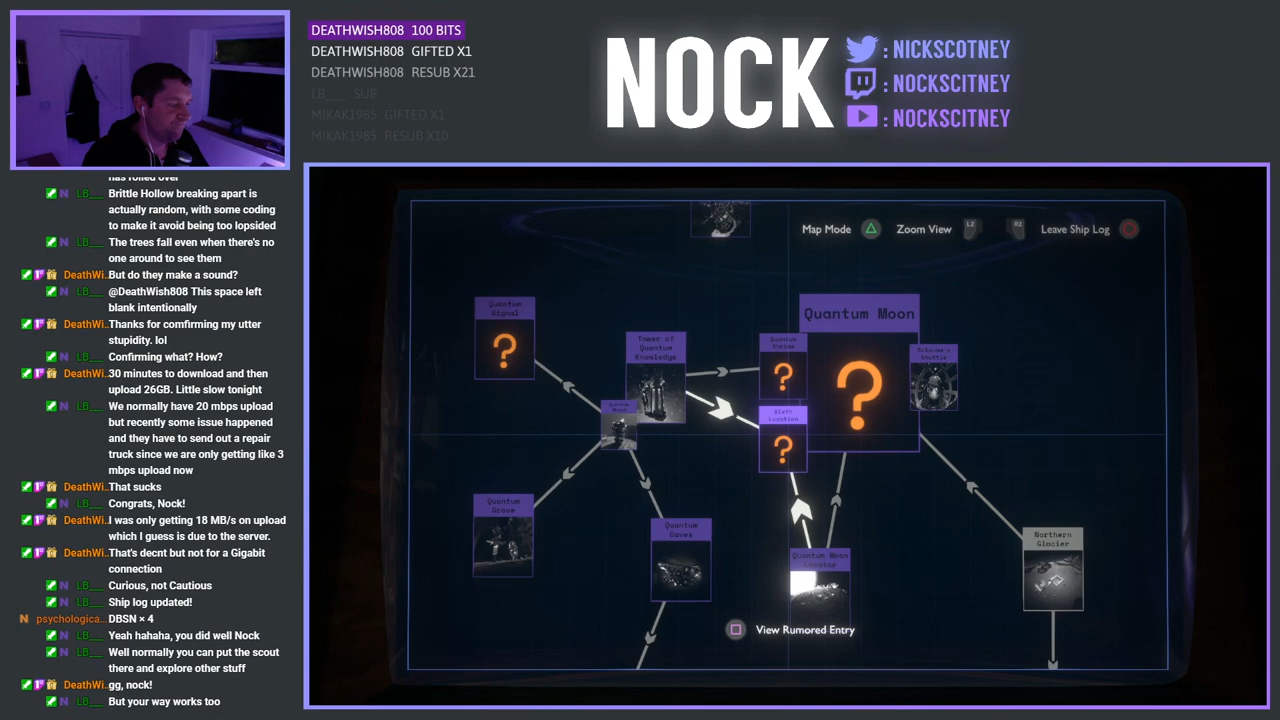 DEATHWISH808 100 BITS
DEATHWISH808 GIFTED X1
DEATHWISH808 RESUB X21
LB___ SUB
MIKAK1985 GIFTED X1
MIKAK1985 RESUB X10
NOCK
: NICKSCOTNEY
: NOCKSCITNEY
: NOCKSCITNEY
has rolled over
LB___ Brittle Hollow breaking apart is
actually random, with some coding
to make it avoid being too lopsided
LB___ The trees fall even when there's no
one around to see them
DeathWi.. But do they make a sound?
LB___ @DeathWish808 This space left
blank intentionally
DeathWi.. Thanks for comfirming my utter
stupidity. lol
LB___ Confirming what? How?
DeathWi.. 30 minutes to download and then
upload 26GB. Little slow tonight
LB___ We normally have 20 mbps upload
but recently some issue happened
and they have to send out a repair
truck since we are only getting like 3
mbps upload now
DeathWi.. That sucks
LB___ Congrats, Nock!
DeathWi.. I was only getting 18 MB/s on upload
which I guess is due to the server.
DeathWi.. That's decnt but not for a Gigabit
connection
LB___ Curious, not Cautious
LB___ Ship log updated!
psychologica... DBSN × 4
LB___ Yeah hahaha, you did well Nock
LB___ Well normally you can put the scout
there and explore other stuff
DeathWi.. gg, nock!
LB___ But your way works too
Map Mode Zoom View L2 R2 Leave Ship Log
Quantum
Signal
?
Tower of
Quantum
Knowledge
Quantum
Shrine
?
Quantum Moon
?
Solanum's
Shuttle
Sixth
Location
?
Quantum
Grove
Quantum
Caves
Quantum Moon
Locator
Northern
Glacier
View Rumored Entry